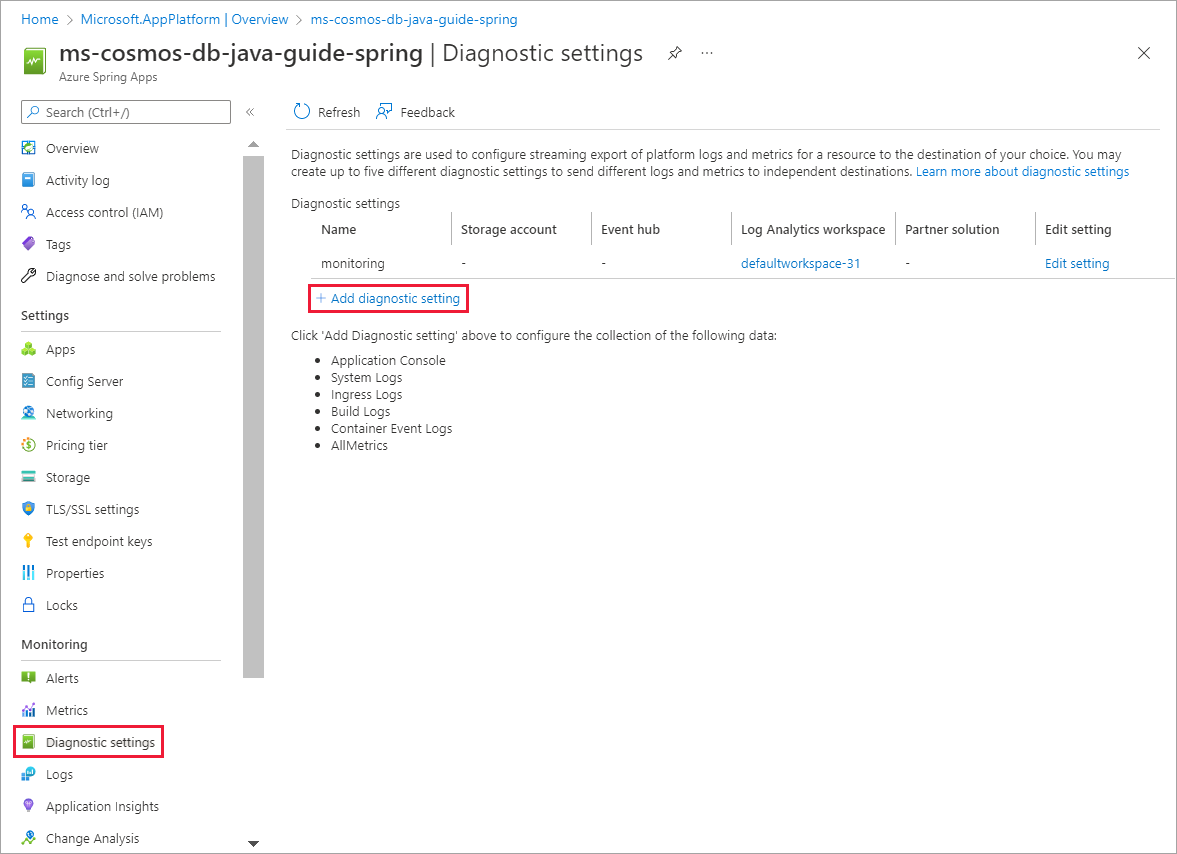 Home > Microsoft.AppPlatform | Overview > ms-cosmos-db-java-guide-spring
ms-cosmos-db-java-guide-spring | Diagnostic settings ...
Azure Spring Apps
Search (Ctrl+/)
«
Overview
Activity log
Access control (IAM)
Tags
Diagnose and solve problems
Settings
Apps
Config Server
Networking
Pricing tier
Storage
TLS/SSL settings
Test endpoint keys
Properties
Locks
Monitoring
Alerts
Metrics
Diagnostic settings
Logs
Application Insights
Change Analysis
Refresh Feedback
Diagnostic settings are used to configure streaming export of platform logs and metrics for a resource to the destination of your choice. You may
create up to five different diagnostic settings to send different logs and metrics to independent destinations. Learn more about diagnostic settings
Diagnostic settings
Name Storage account Event hub Log Analytics workspace Partner solution Edit setting
monitoring - - defaultworkspace-31 - Edit setting
+ Add diagnostic setting
Click 'Add Diagnostic setting' above to configure the collection of the following data:
• Application Console
• System Logs
• Ingress Logs
• Build Logs
• Container Event Logs
• AllMetrics